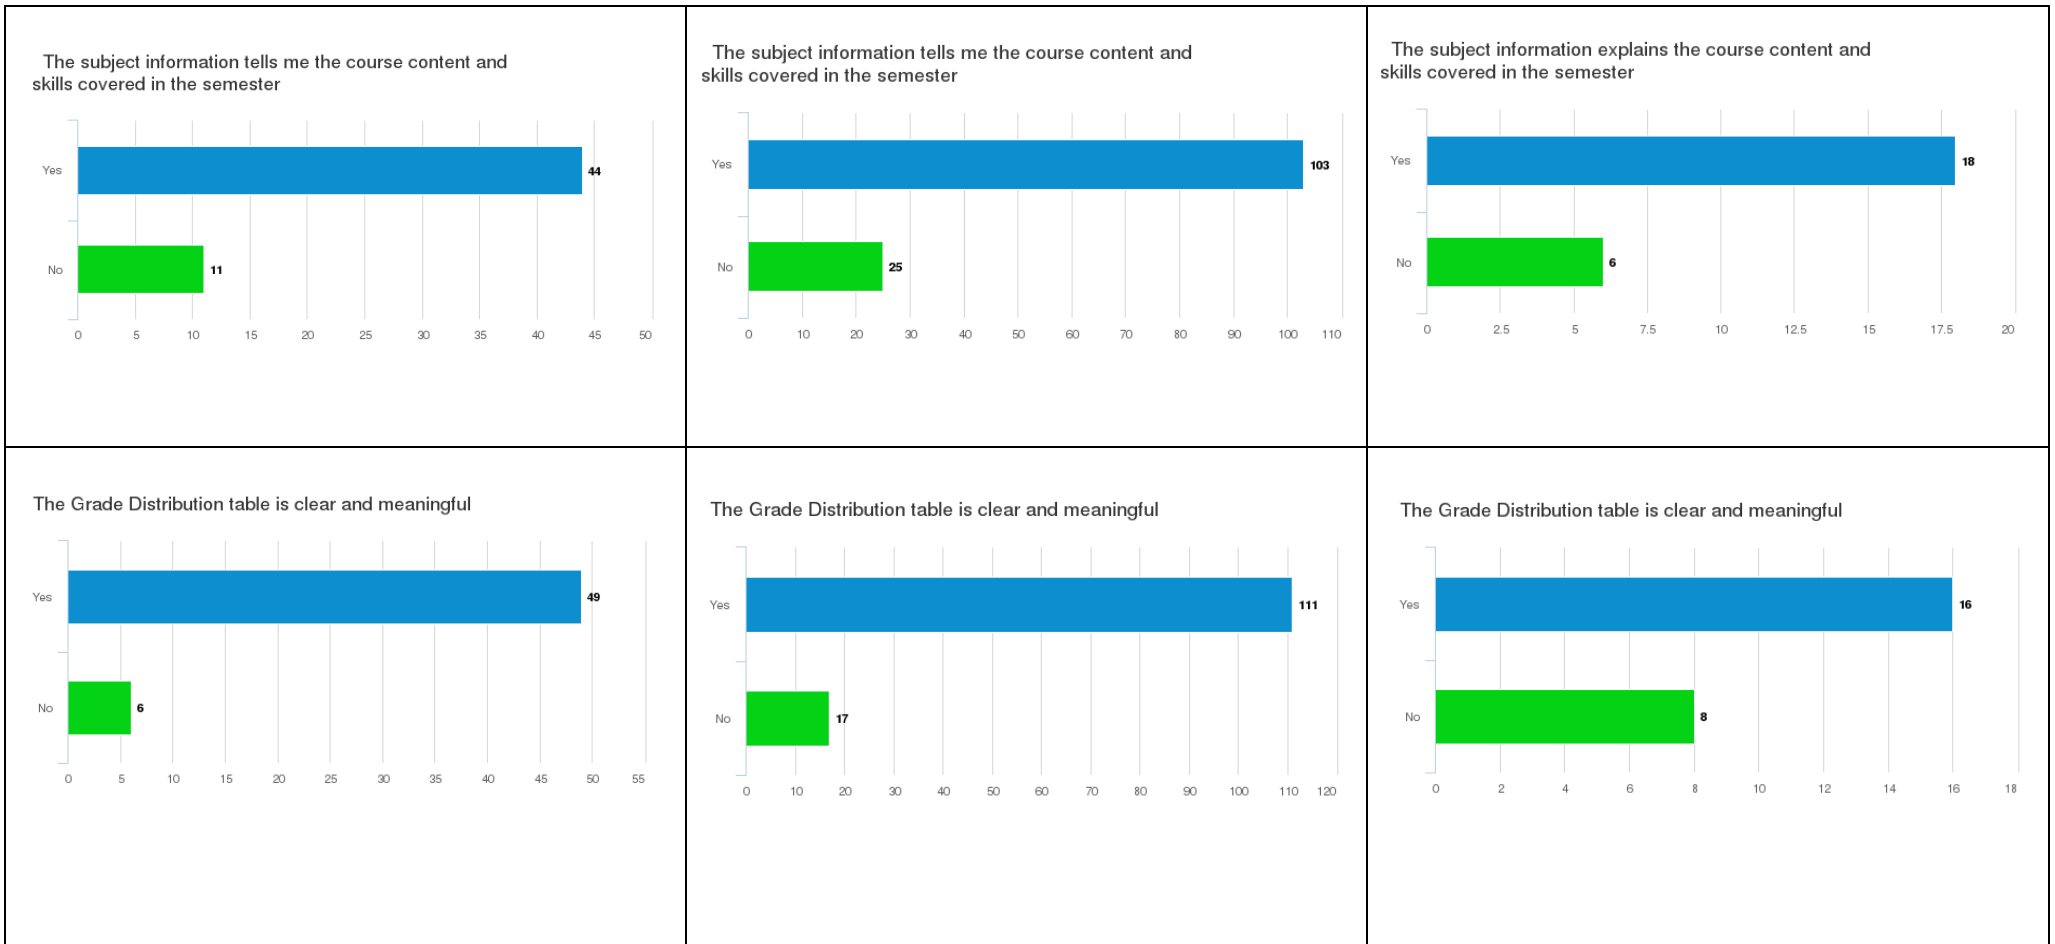 The subject information tells me the course content and
skills covered in the semester
Yes
44
No
11
0 5 10 15 20 25 30 35 40 45 50
The subject information tells me the course content and
skills covered in the semester
Yes
103
No
25
0 10 20 30 40 50 60 70 80 90 100 110
The subject information explains the course content and
skills covered in the semester
Yes
18
No
6
0 2.5 5 7.5 10 12.5 15 17.5 20
The Grade Distribution table is clear and meaningful
Yes
49
No
6
0 5 10 15 20 25 30 35 40 45 50 55
The Grade Distribution table is clear and meaningful
Yes
111
No
17
0 10 20 30 40 50 60 70 80 90 100 110 120
The Grade Distribution table is clear and meaningful
Yes
16
No
8
0 2 4 6 8 10 12 14 16 18